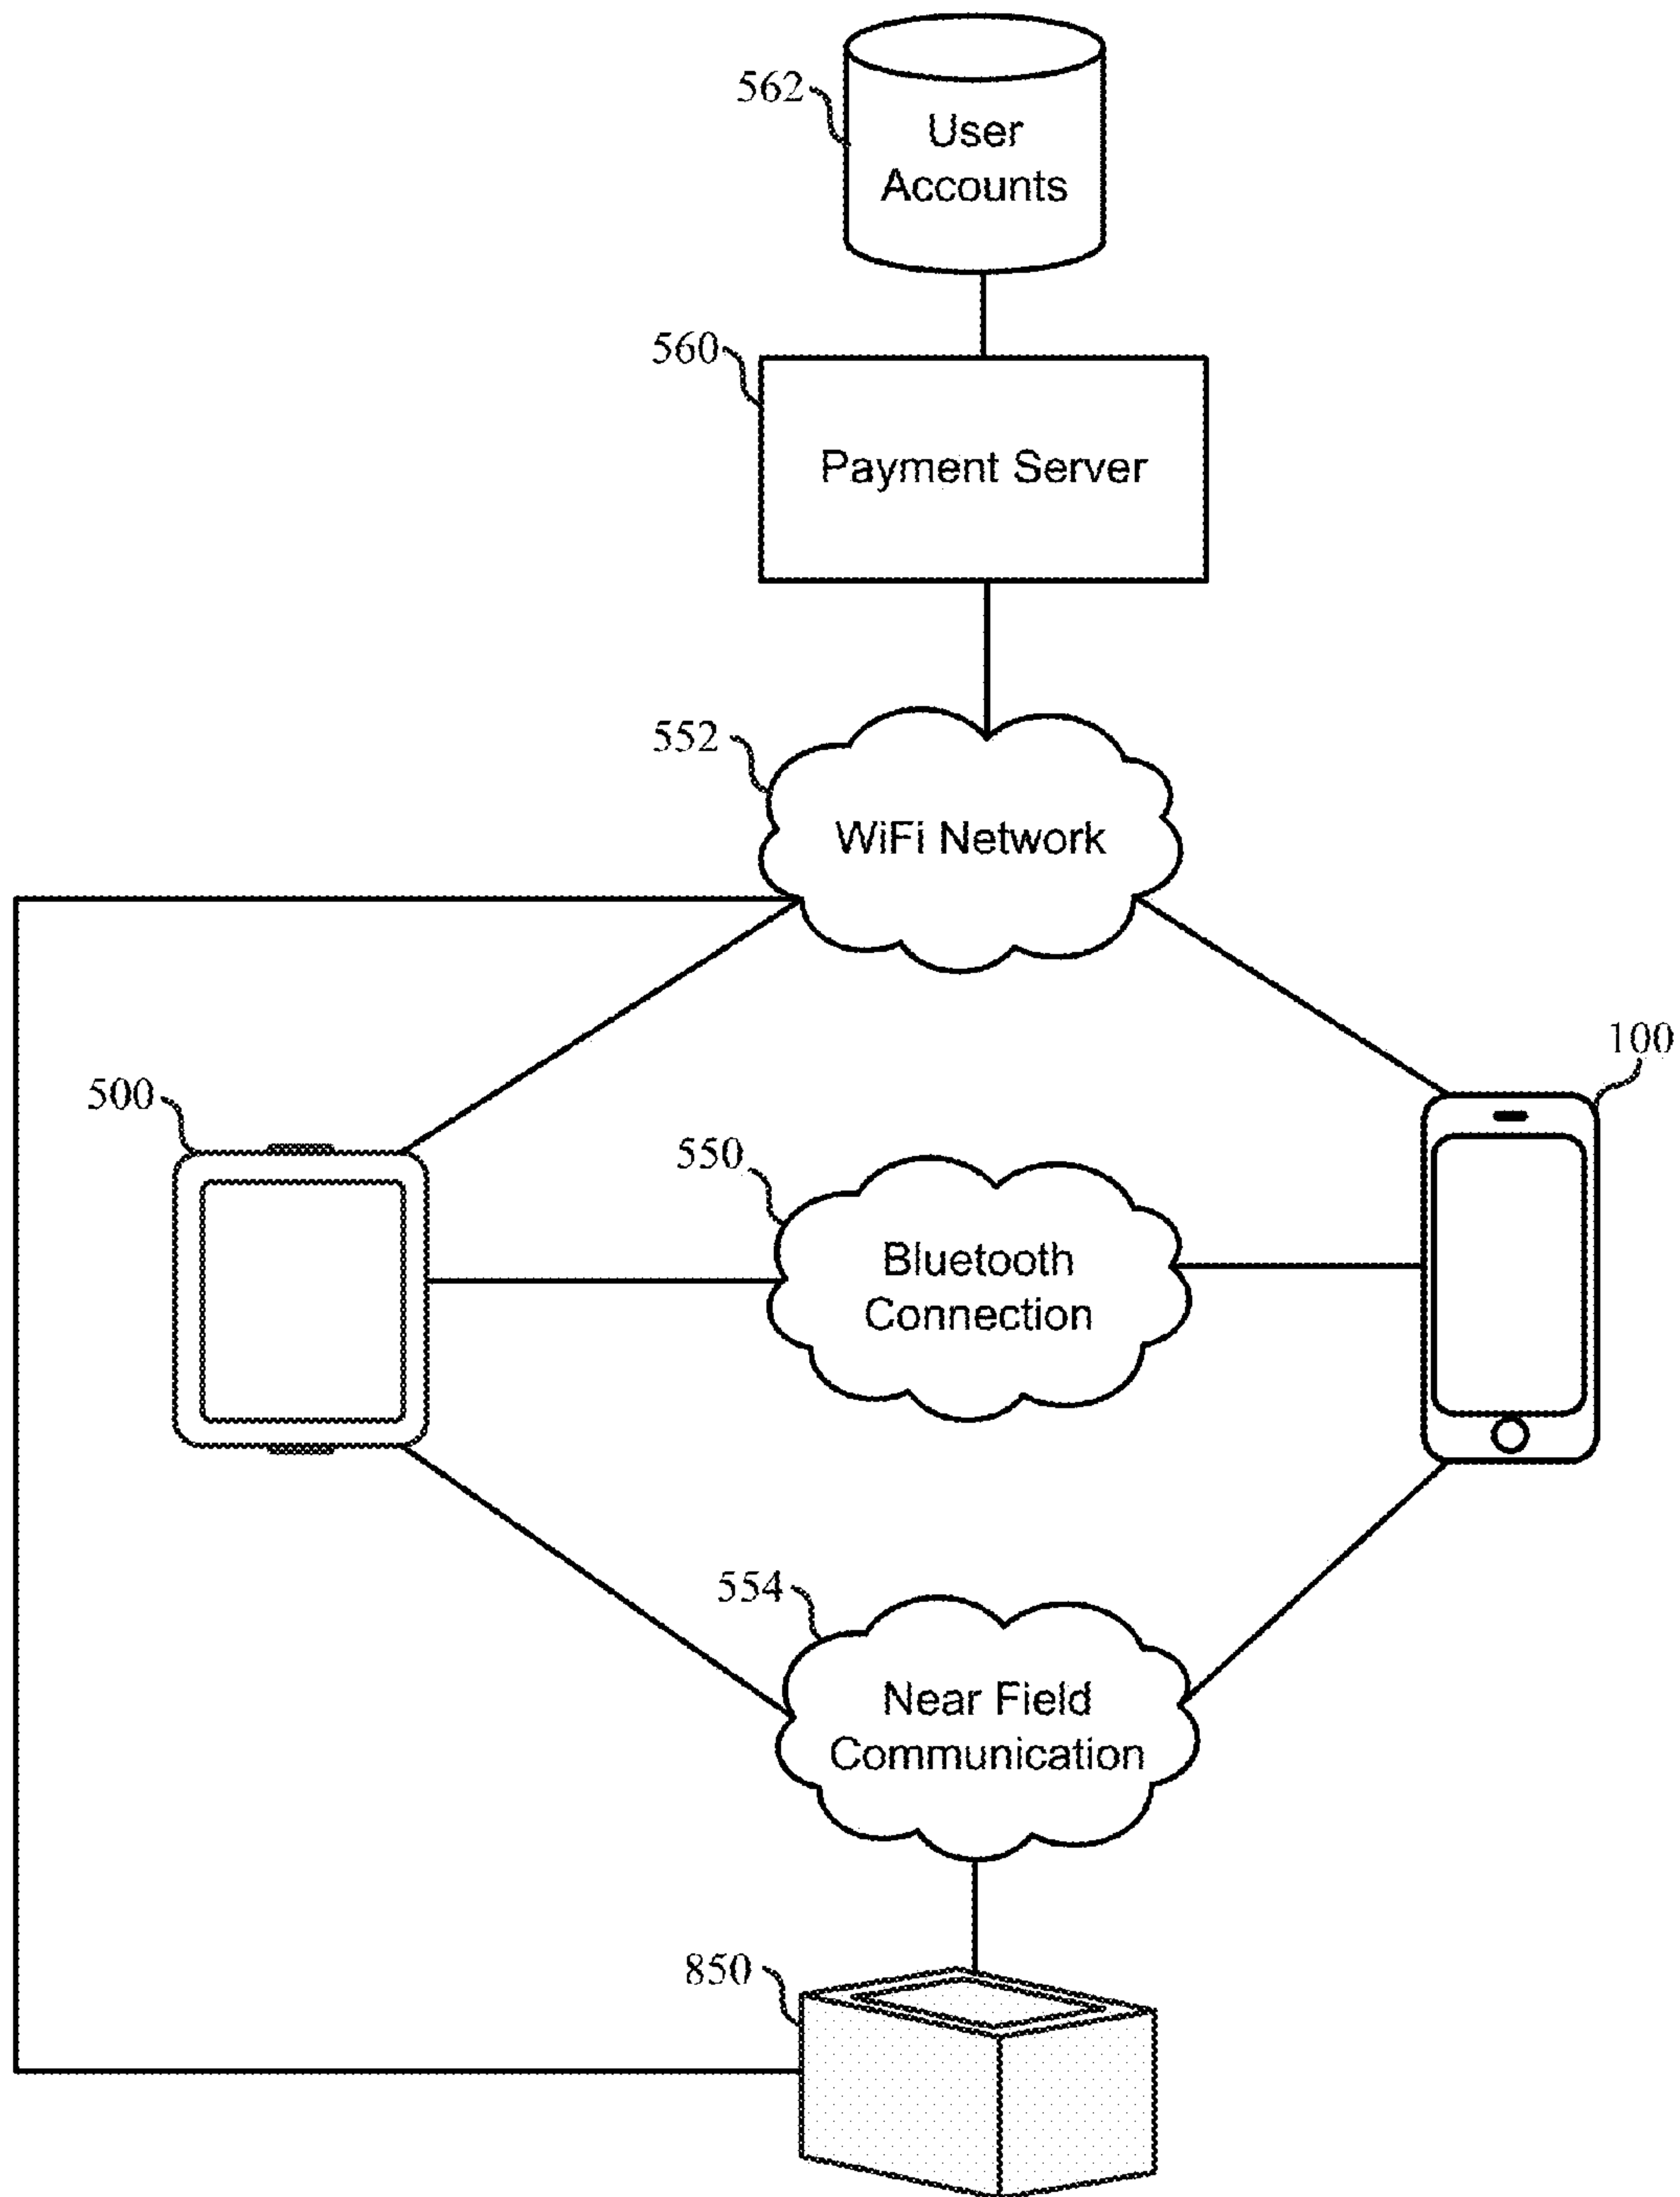 562
User
Accounts
560
Payment Server
552
WiFi Network
100
500
550
Bluetooth
Connection
554
Near Field
Communication
850